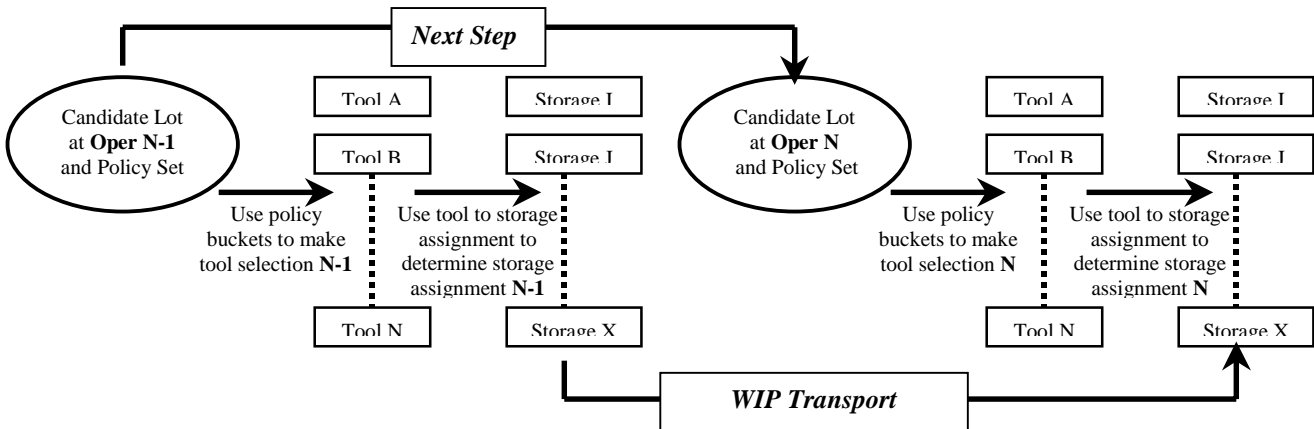 Next Step
Candidate Lot
at Oper N-1
and Policy Set
Tool A
Tool B
Tool N
Storage I
Storage J
Storage X
Use policy
buckets to make
tool selection N-1
Use tool to storage
assignment to
determine storage
assignment N-1
Candidate Lot
at Oper N
and Policy Set
Tool A
Tool B
Tool N
Storage I
Storage J
Storage X
Use policy
buckets to make
tool selection N
Use tool to storage
assignment to
determine storage
assignment N
WIP Transport